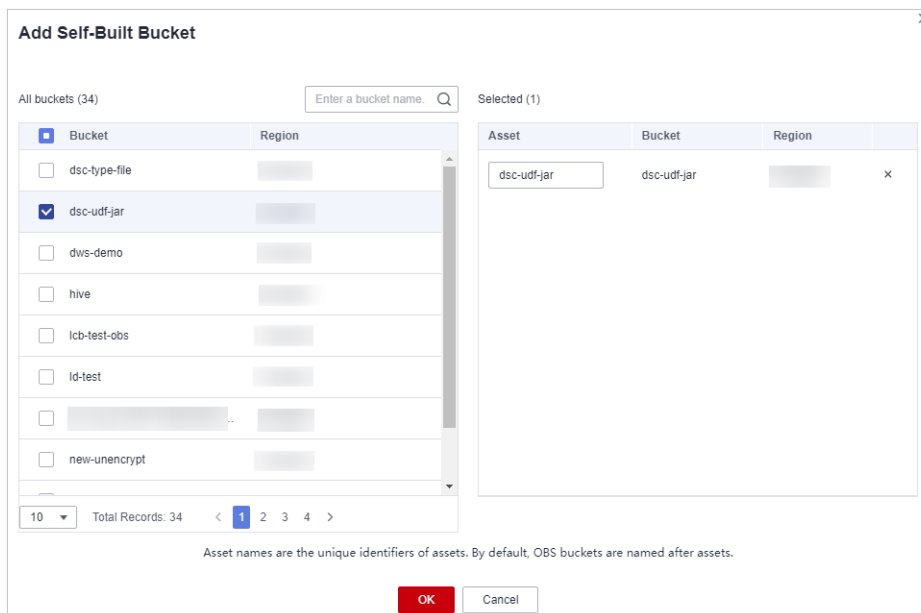 Add Self-Built Bucket
All buckets (34)
Enter a bucket name.
Selected (1)
Bucket Region
dsc-type-file
dsc-udf-jar
dws-demo
hive
lcb-test-obs
ld-test
..
new-unencrypt
10 Total Records: 34 < 1 2 3 4 >
Asset Bucket Region
dsc-udf-jar dsc-udf-jar ×
Asset names are the unique identifiers of assets. By default, OBS buckets are named after assets.
OK Cancel